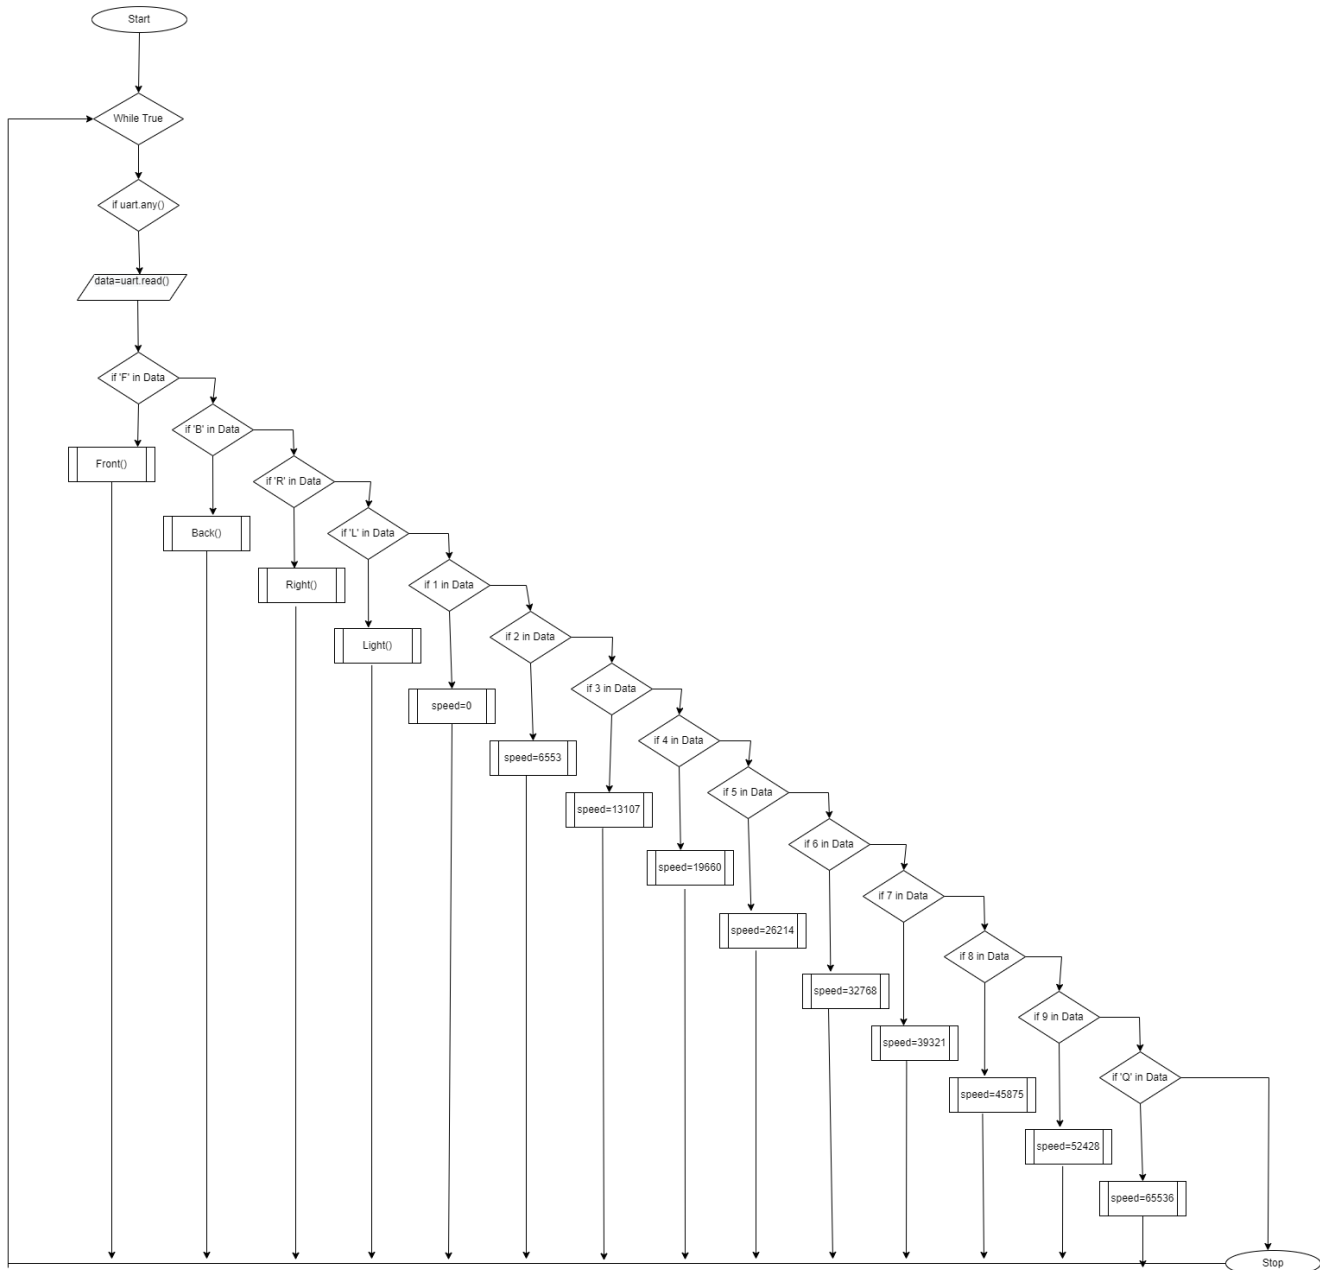 Start
While True
if uart.any()
data=uart.read()
if 'F' in Data
Front()
if 'B' in Data
Back()
if 'R' in Data
Right()
if 'L' in Data
Light()
if 1 in Data
speed=0
if 2 in Data
speed=6553
if 3 in Data
speed=13107
if 4 in Data
speed=19660
if 5 in Data
speed=26214
if 6 in Data
speed=32768
if 7 in Data
speed=39321
if 8 in Data
speed=45875
if 9 in Data
speed=52428
if 'Q' in Data
speed=65536
Stop